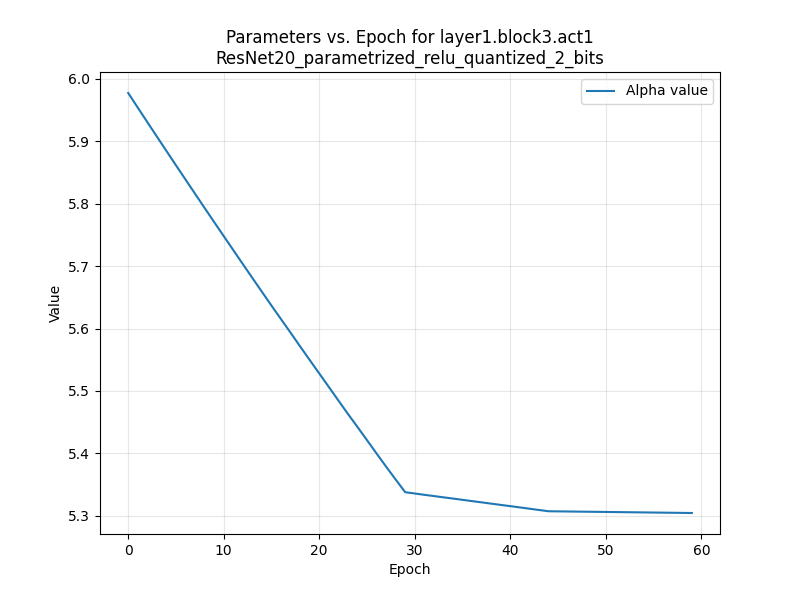 Parameters vs. Epoch for layer1.block3.act1
ResNet20_parametrized_relu_quantized_2_bits
Alpha value
6.0
5.9
5.8
5.7
5.6
5.5
5.4
5.3
Value
0 10 20 30 40 50 60
Epoch